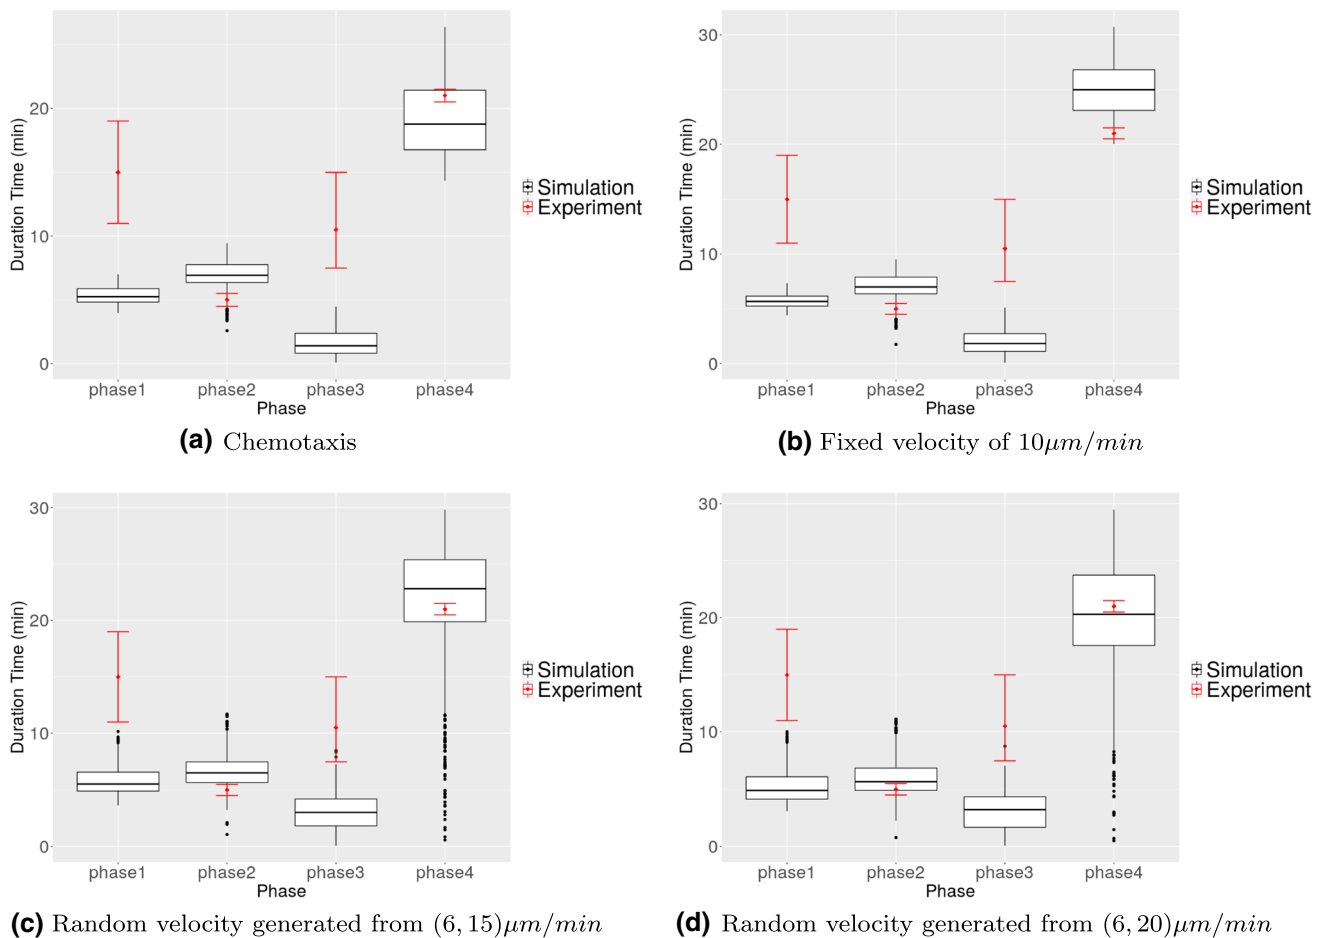 Duration Time (min)
20
10
0
phase1 phase2 phase3 phase4
Phase
Simulation
Experiment
(a) Chemotaxis
Duration Time (min)
30
20
10
0
phase1 phase2 phase3 phase4
Phase
Simulation
Experiment
(b) Fixed velocity of 10μm/min
Duration Time (min)
30
20
10
0
phase1 phase2 phase3 phase4
Phase
Simulation
Experiment
(c) Random velocity generated from (6, 15)μm/min
Duration Time (min)
30
20
10
0
phase1 phase2 phase3 phase4
Phase
Simulation
Experiment
(d) Random velocity generated from (6, 20)μm/min